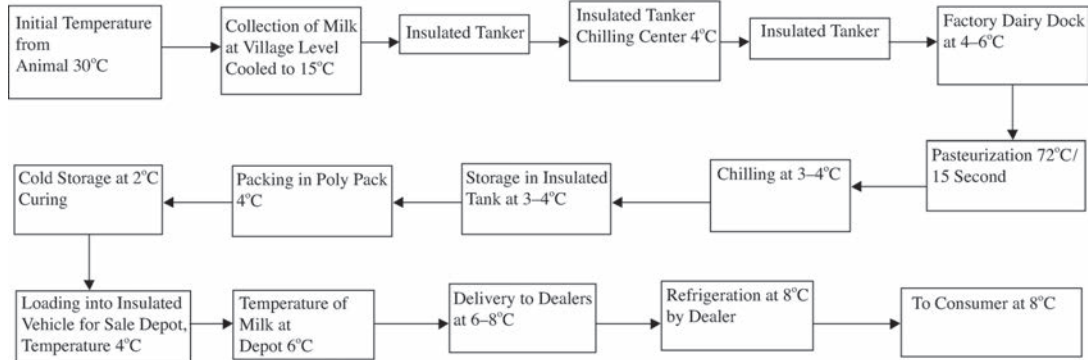 Initial Temperature
from
Animal 30°C
Collection of Milk
at Village Level
Cooled to 15°C
Insulated Tanker
Insulated Tanker
Chilling Center 4°C
Insulated Tanker
Factory Dairy Dock
at 4–6°C
Pasteurization 72°C/
15 Second
Chilling at 3–4°C
Storage in Insulated
Tank at 3–4°C
Packing in Poly Pack
4°C
Cold Storage at 2°C
Curing
Loading into Insulated
Vehicle for Sale Depot,
Temperature 4°C
Temperature of
Milk at
Depot 6°C
Delivery to Dealers
at 6–8°C
Refrigeration at 8°C
by Dealer
To Consumer at 8°C